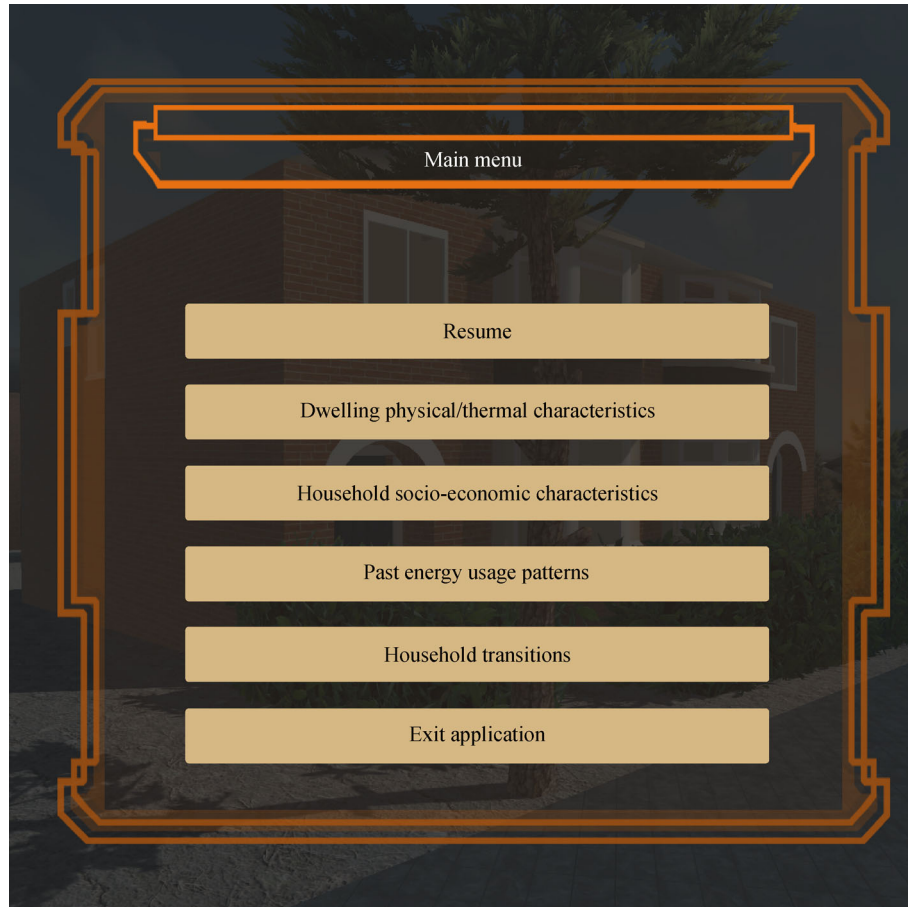 Main menu
Resume
Dwelling physical/thermal characteristics
Household socio-economic characteristics
Past energy usage patterns
Household transitions
Exit application